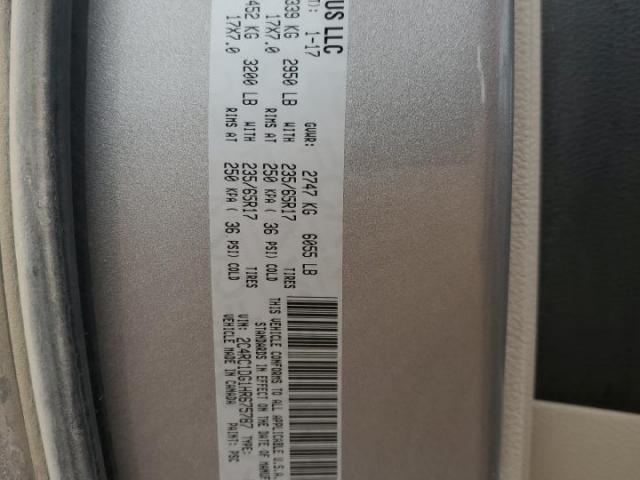 US LLC
T): 1-17
GVWR: 2747 KG 6055 LB
339 KG 2950 LB WITH 235/65R17 TIRES
17X7.0 RIMS AT 250 KPA ( 36 PSI) COLD
452 KG 3200 LB WITH 235/65R17 TIRES
17X7.0 RIMS AT 250 KPA ( 36 PSI) COLD
THIS VEHICLE CONFORMS TO ALL APPLICABLE U.S.A.
STANDARDS IN EFFECT ON THE DATE OF MANUF
VIN: 2C4RC1DG1HR675787 TYPE:
VEHICLE MADE IN CANADA PAINT: PSC